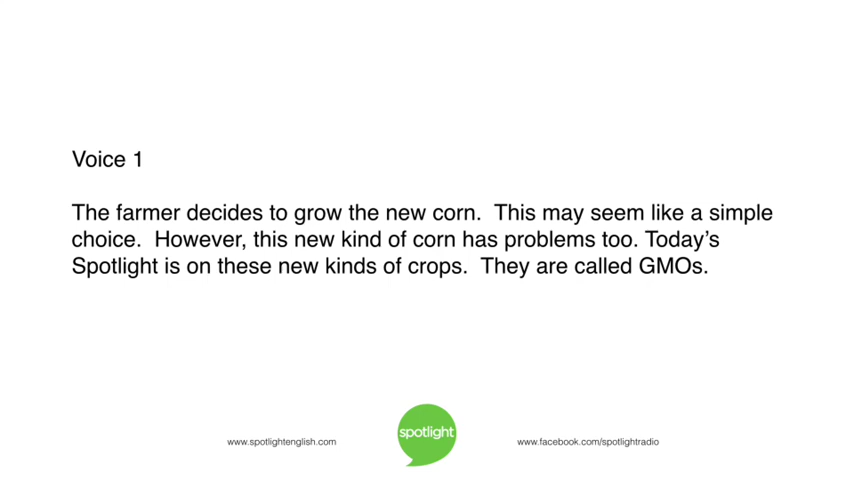 Voice 1
The farmer decides to grow the new corn.  This may seem like a simple
choice.  However, this new kind of corn has problems too. Today’s
Spotlight is on these new kinds of crops.  They are called GMOs.
www.spotlightenglish.com
spotlight
www.facebook.com/spotlightradio